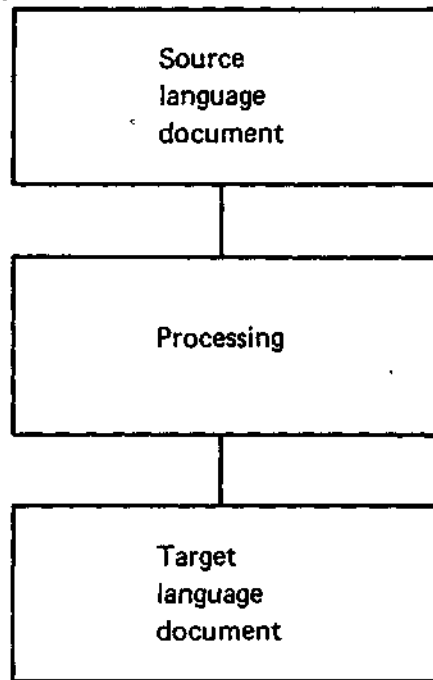 Source
language
document
Processing
Target
language
document